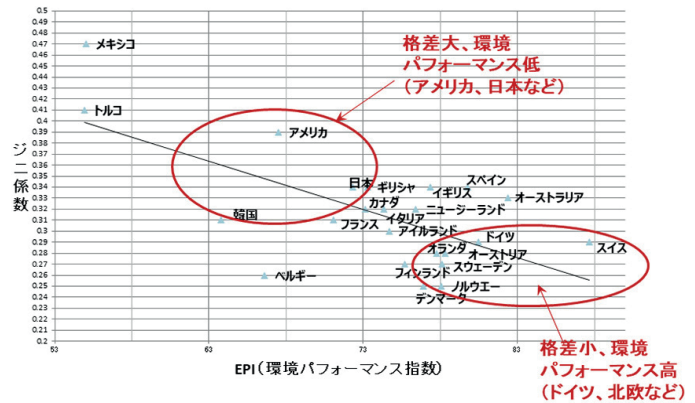 0.5
0.49
0.48
0.47
0.46
0.45
0.44
0.43
0.42
0.41
0.4
0.39
0.38
0.37
0.36
0.35
0.34
0.33
0.32
0.31
0.3
0.29
0.28
0.27
0.26
0.25
0.24
0.23
0.22
0.21
0.2
ジニ係数
メキシコ
トルコ
アメリカ
格差大、環境
パフォーマンス低
(アメリカ、日本など)
日本
ギリシャ
イギリス
スペイン
オーストラリア
カナダ
ニュージーランド
韓国
フランス
イタリア
アイルランド
ドイツ
スイス
オランダ
オーストリア
フィンランド
スウェーデン
ベルギー
ノルウエー
デンマータ
53
63
73
83
EPI(環境パフォーマンス指数)
格差小、環境
パフォーマンス高
(ドイツ、北欧など)